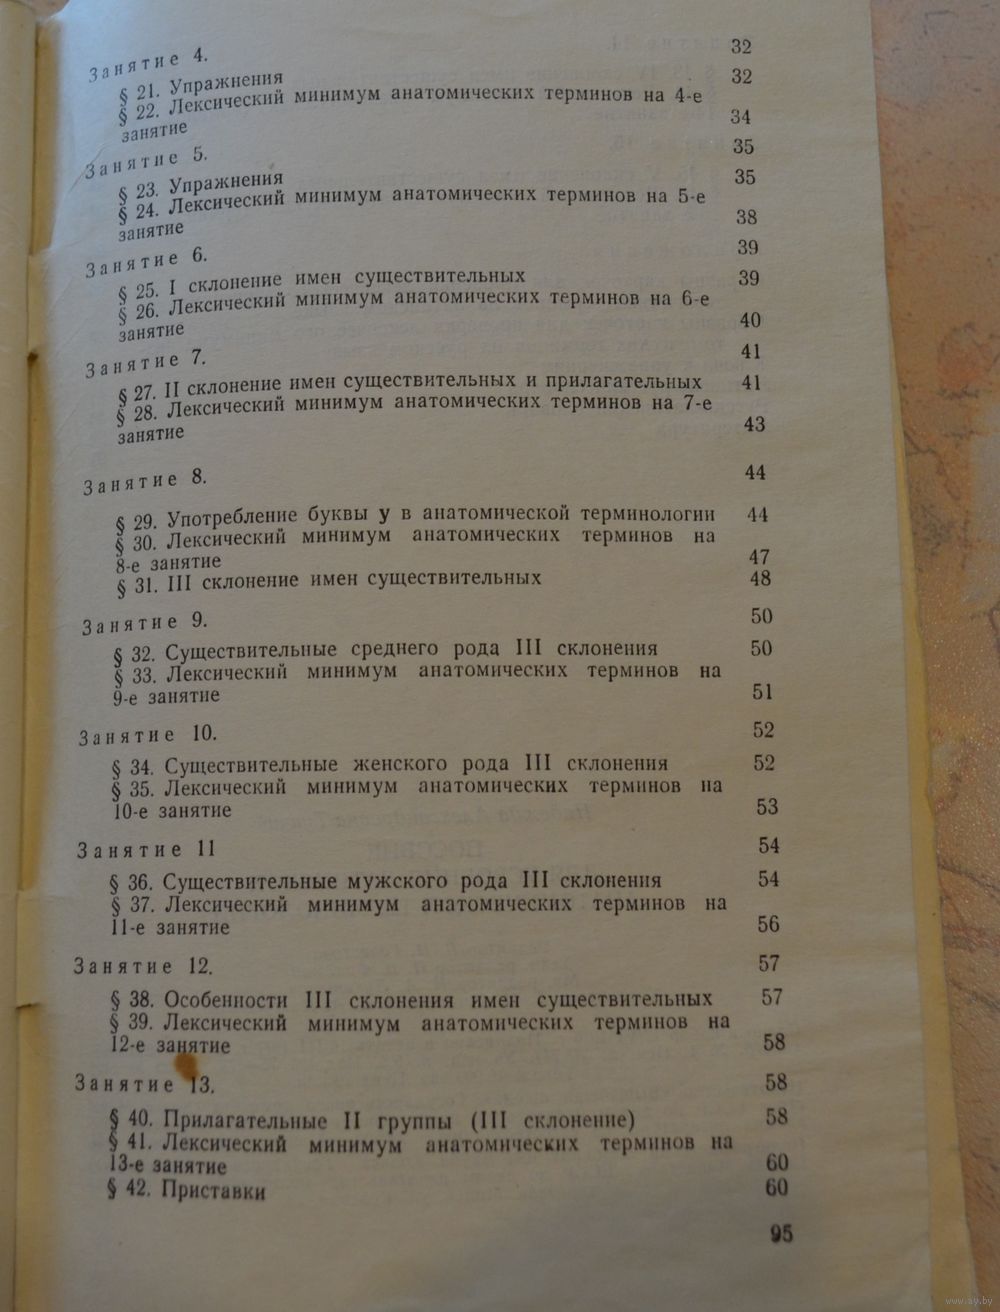 Занятие 4. 32
§ 21. Упражнения 32
§ 22. Лексический минимум анатомических терминов на 4-е
занятие 34
Занятие 5. 35
§ 23. Упражнения 35
§ 24. Лексический минимум анатомических терминов на 5-е
занятие 38
Занятие 6. 39
§ 25. I склонение имен существительных 39
§ 26. Лексический минимум анатомических терминов на 6-е
занятие 40
Занятие 7. 41
§ 27. II склонение имен существительных и прилагательных 41
§ 28. Лексический минимум анатомических терминов на 7-е
занятие 43
Занятие 8. 44
§ 29. Употребление буквы у в анатомической терминологии 44
§ 30. Лексический минимум анатомических терминов на
8-е занятие 47
§ 31. III склонение имен существительных 48
Занятие 9. 50
§ 32. Существительные среднего рода III склонения 50
§ 33. Лексический минимум анатомических терминов на
9-е занятие 51
Занятие 10. 52
§ 34. Существительные женского рода III склонения 52
§ 35. Лексический минимум анатомических терминов на
10-е занятие 53
Занятие 11 54
§ 36. Существительные мужского рода III склонения 54
§ 37. Лексический минимум анатомических терминов на
11-е занятие 56
Занятие 12. 57
§ 38. Особенности III склонения имен существительных 57
§ 39. Лексический минимум анатомических терминов на
12-е занятие 58
Занятие 13. 58
§ 40. Прилагательные II группы (III склонение) 58
§ 41. Лексический минимум анатомических терминов на
13-е занятие 60
§ 42. Приставки 60
95
www.ay.by